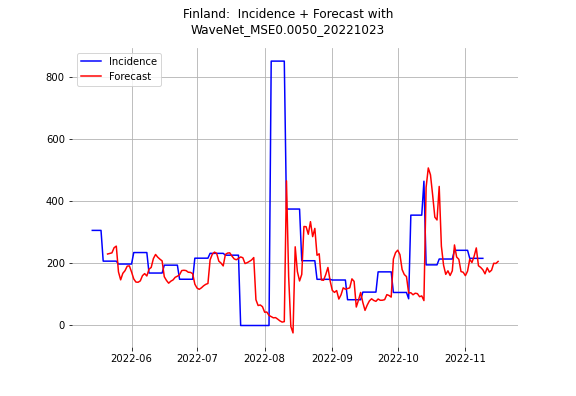 Finland:  Incidence + Forecast with
WaveNet_MSE0.0050_20221023
Incidence
Forecast
800
600
400
200
0
2022-06
2022-07
2022-08
2022-09
2022-10
2022-11